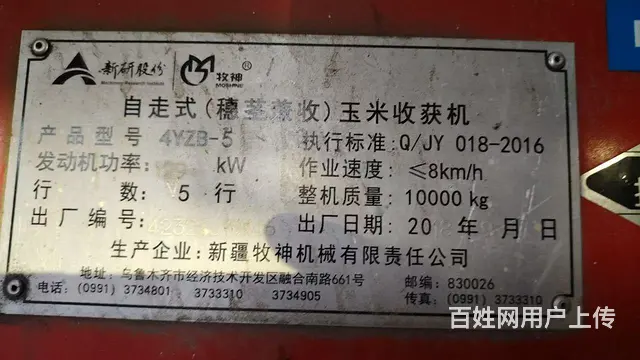 新研股份 牧神®
MOSHINE
自走式(穗茎兼收)玉米收获机
产品型号 4YZB-5 执行标准:Q/JY 018-2016
发动机功率: kW 作业速度: ≤8km/h
行 数: 5 行 整机质量: 10000 kg
出厂编号: 出厂日期: 20 年 月 日
生产企业: 新疆牧神机械有限责任公司
地址: 乌鲁木齐市经济技术开发区融合南路661号 邮编: 830026
电话: (0991) 3734801 3733310 3734905 传真: (0991) 3733310
百姓网用户上传